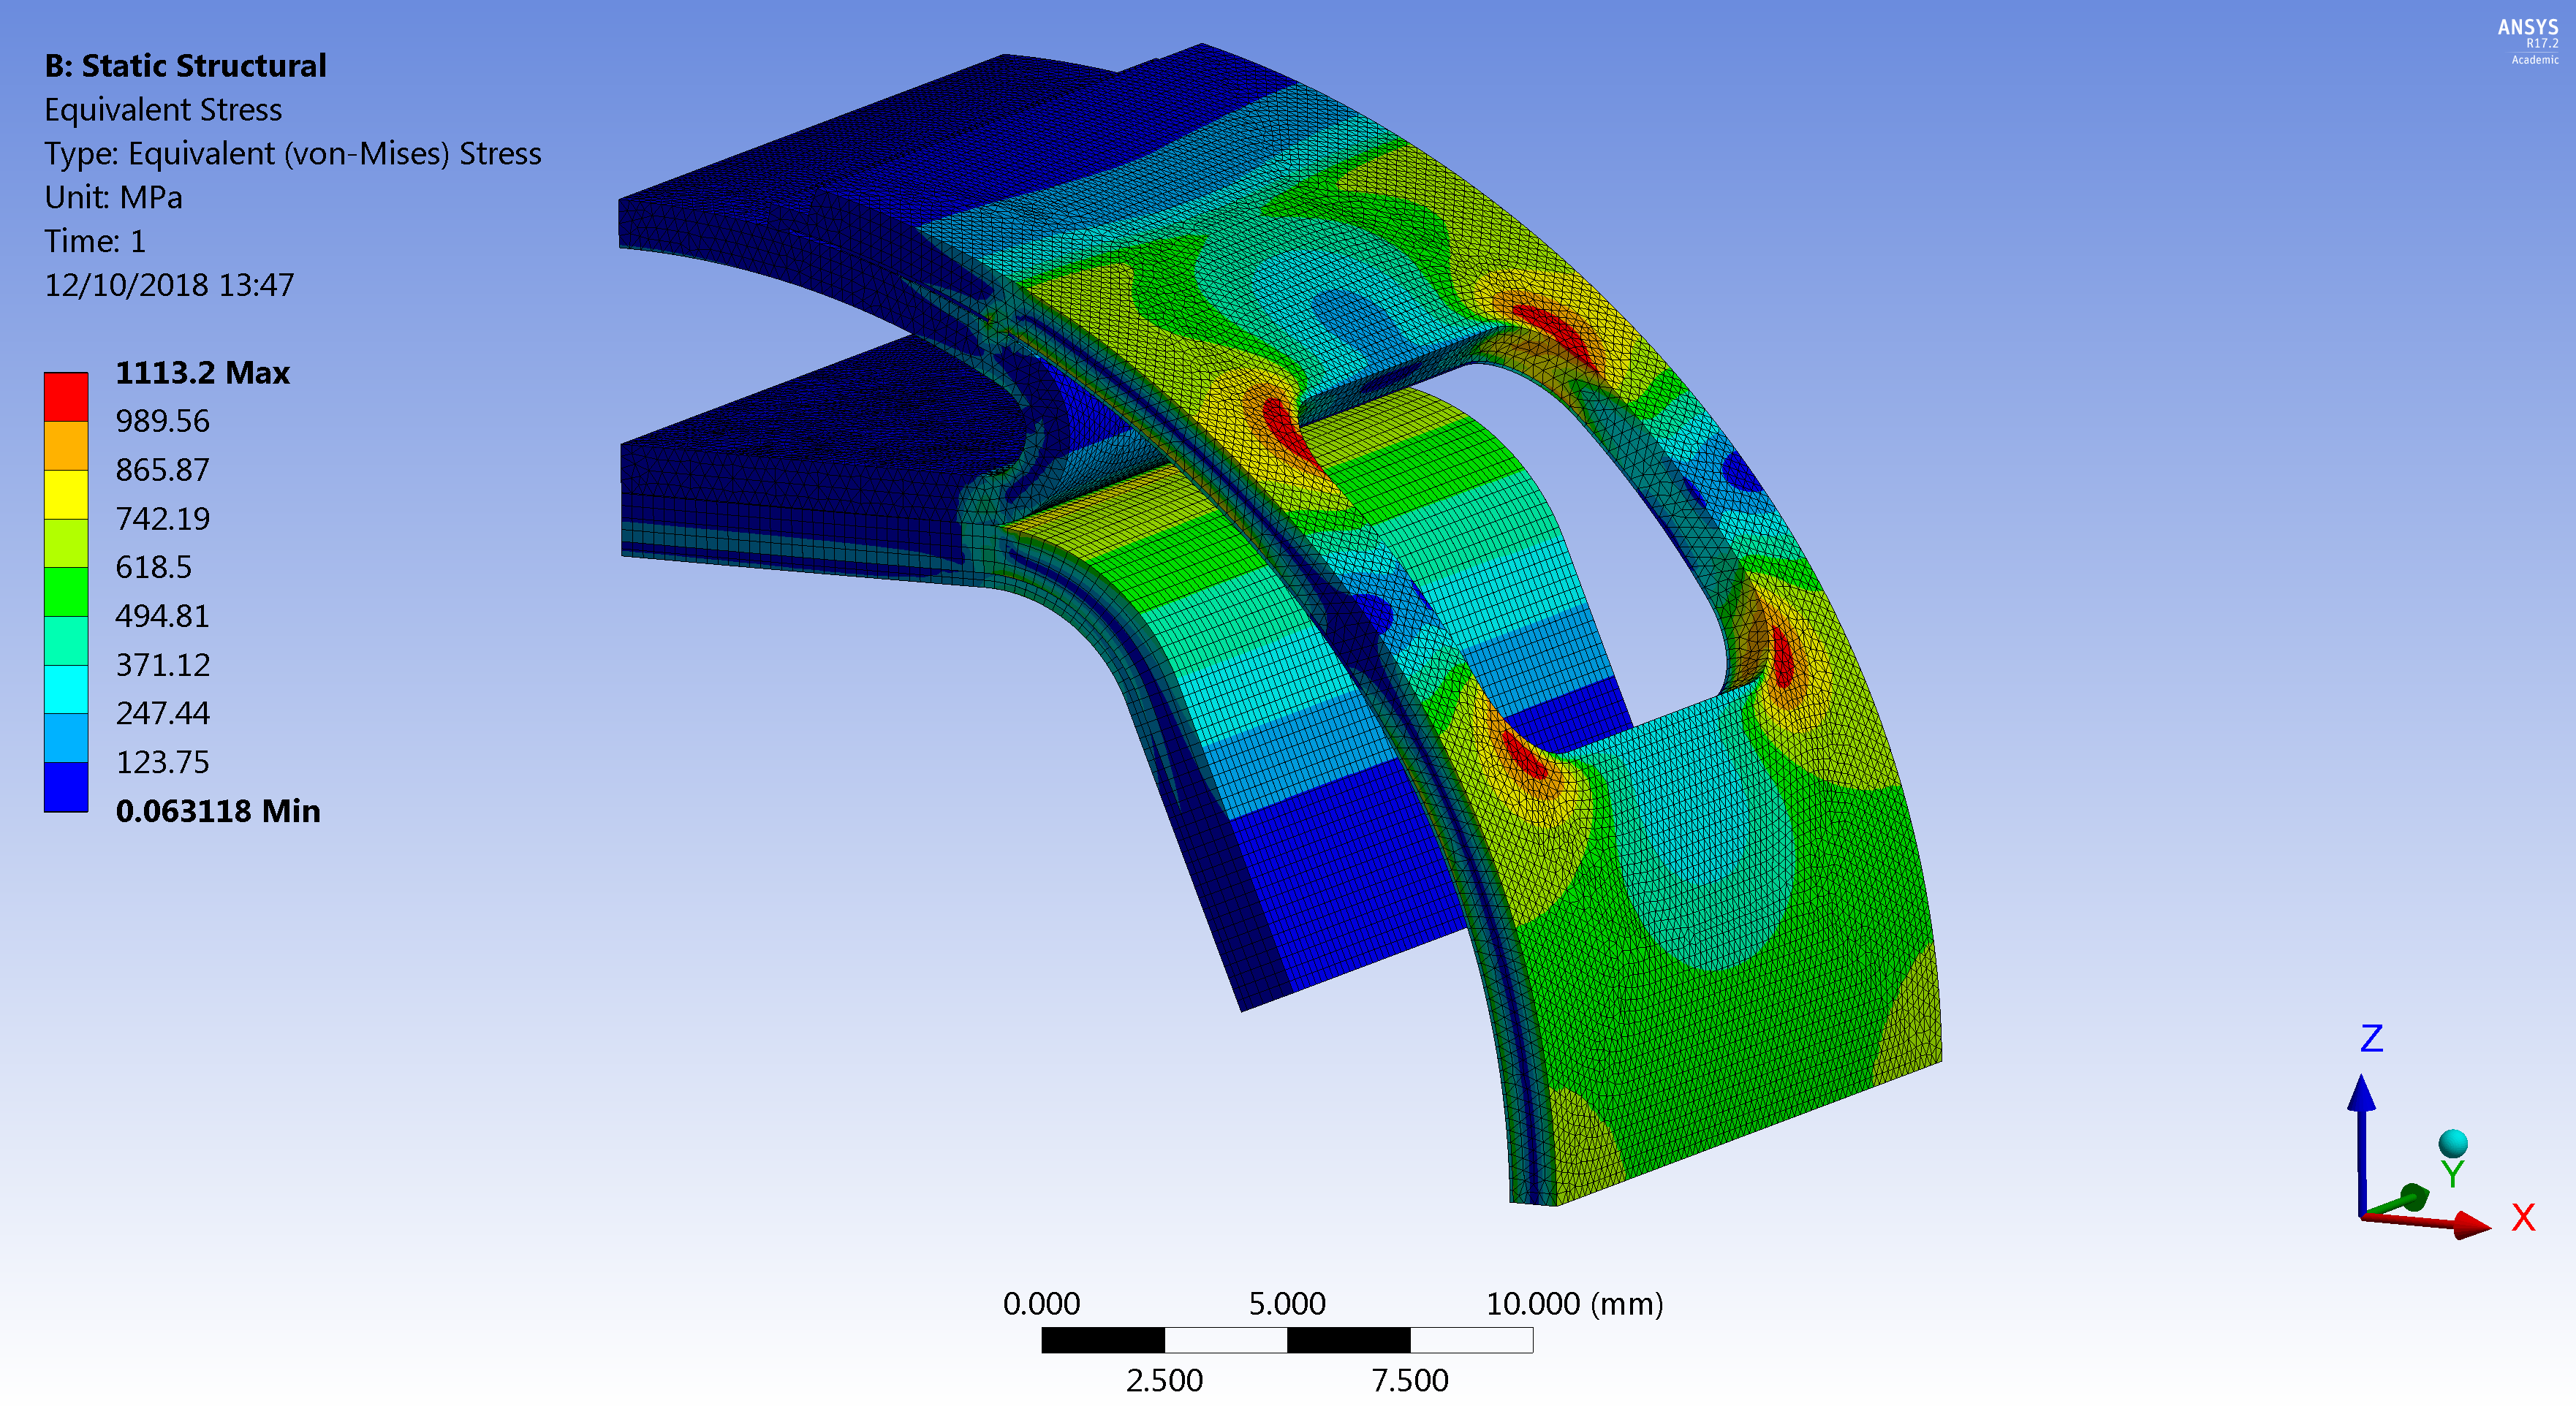 B: Static Structural
Equivalent Stress
Type: Equivalent (von-Mises) Stress
Unit: MPa
Time: 1
12/10/2018 13:47
1113.2 Max
989.56
865.87
742.19
618.5
494.81
371.12
247.44
123.75
0.063118 Min
ANSYS
R17.2
Academic
0.000 5.000 10.000 (mm)
2.500 7.500
Z
Y
X